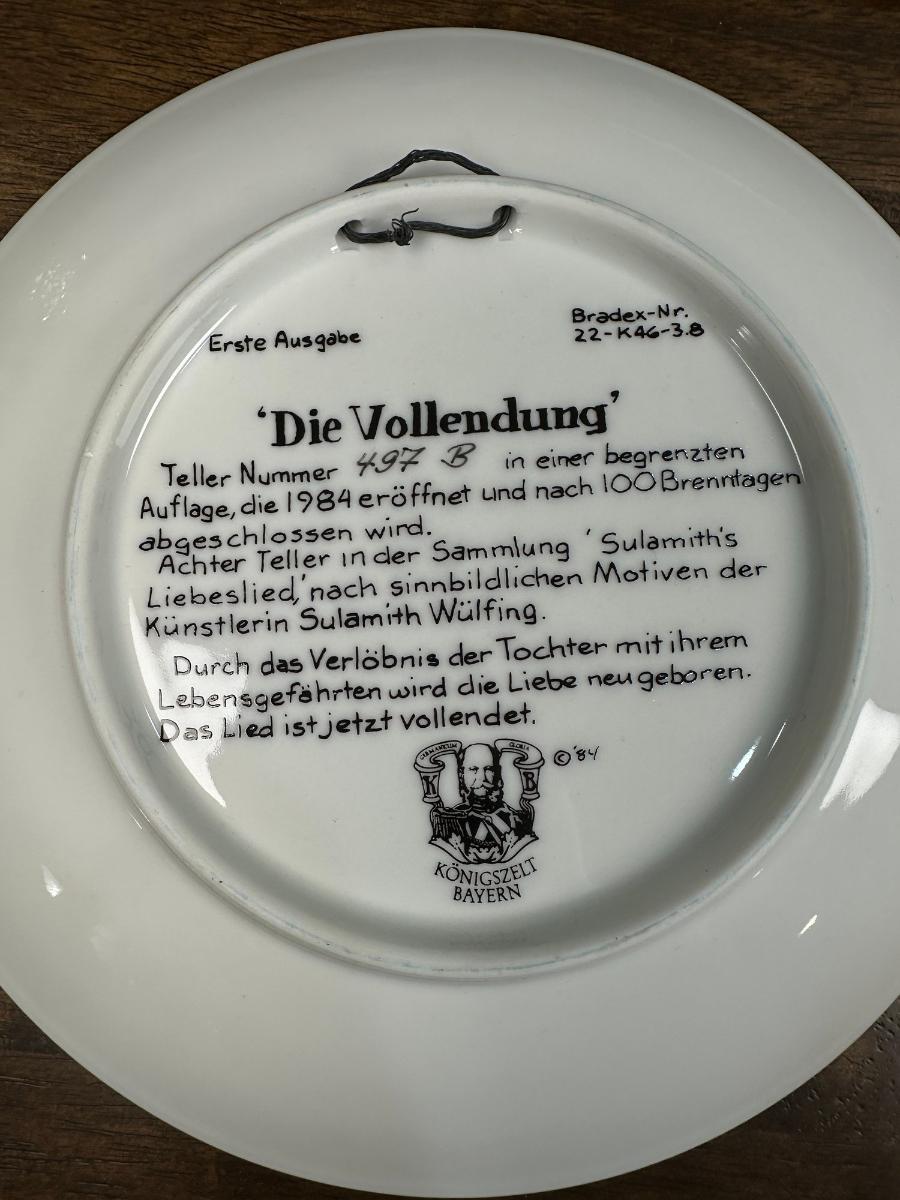 Erste Ausgabe
Bradex-Nr.
22-K46-3.8
'Die Vollendung'
Teller Nummer 497 B in einer begrenzten
Auflage, die 1984 eröffnet und nach 100 Brenntagen
abgeschlossen wird.
Achter Teller in der Sammlung 'Sulamith's
Liebeslied,' nach sinnbildlichen Motiven der
Künstlerin Sulamith Wülfing.
Durch das Verlöbnis der Tochter mit ihrem
Lebensgefährten wird die Liebe neu geboren.
Das Lied ist jetzt vollendet.
© '84
GLORIA
K B
KÖNIGSZELT
BAYERN